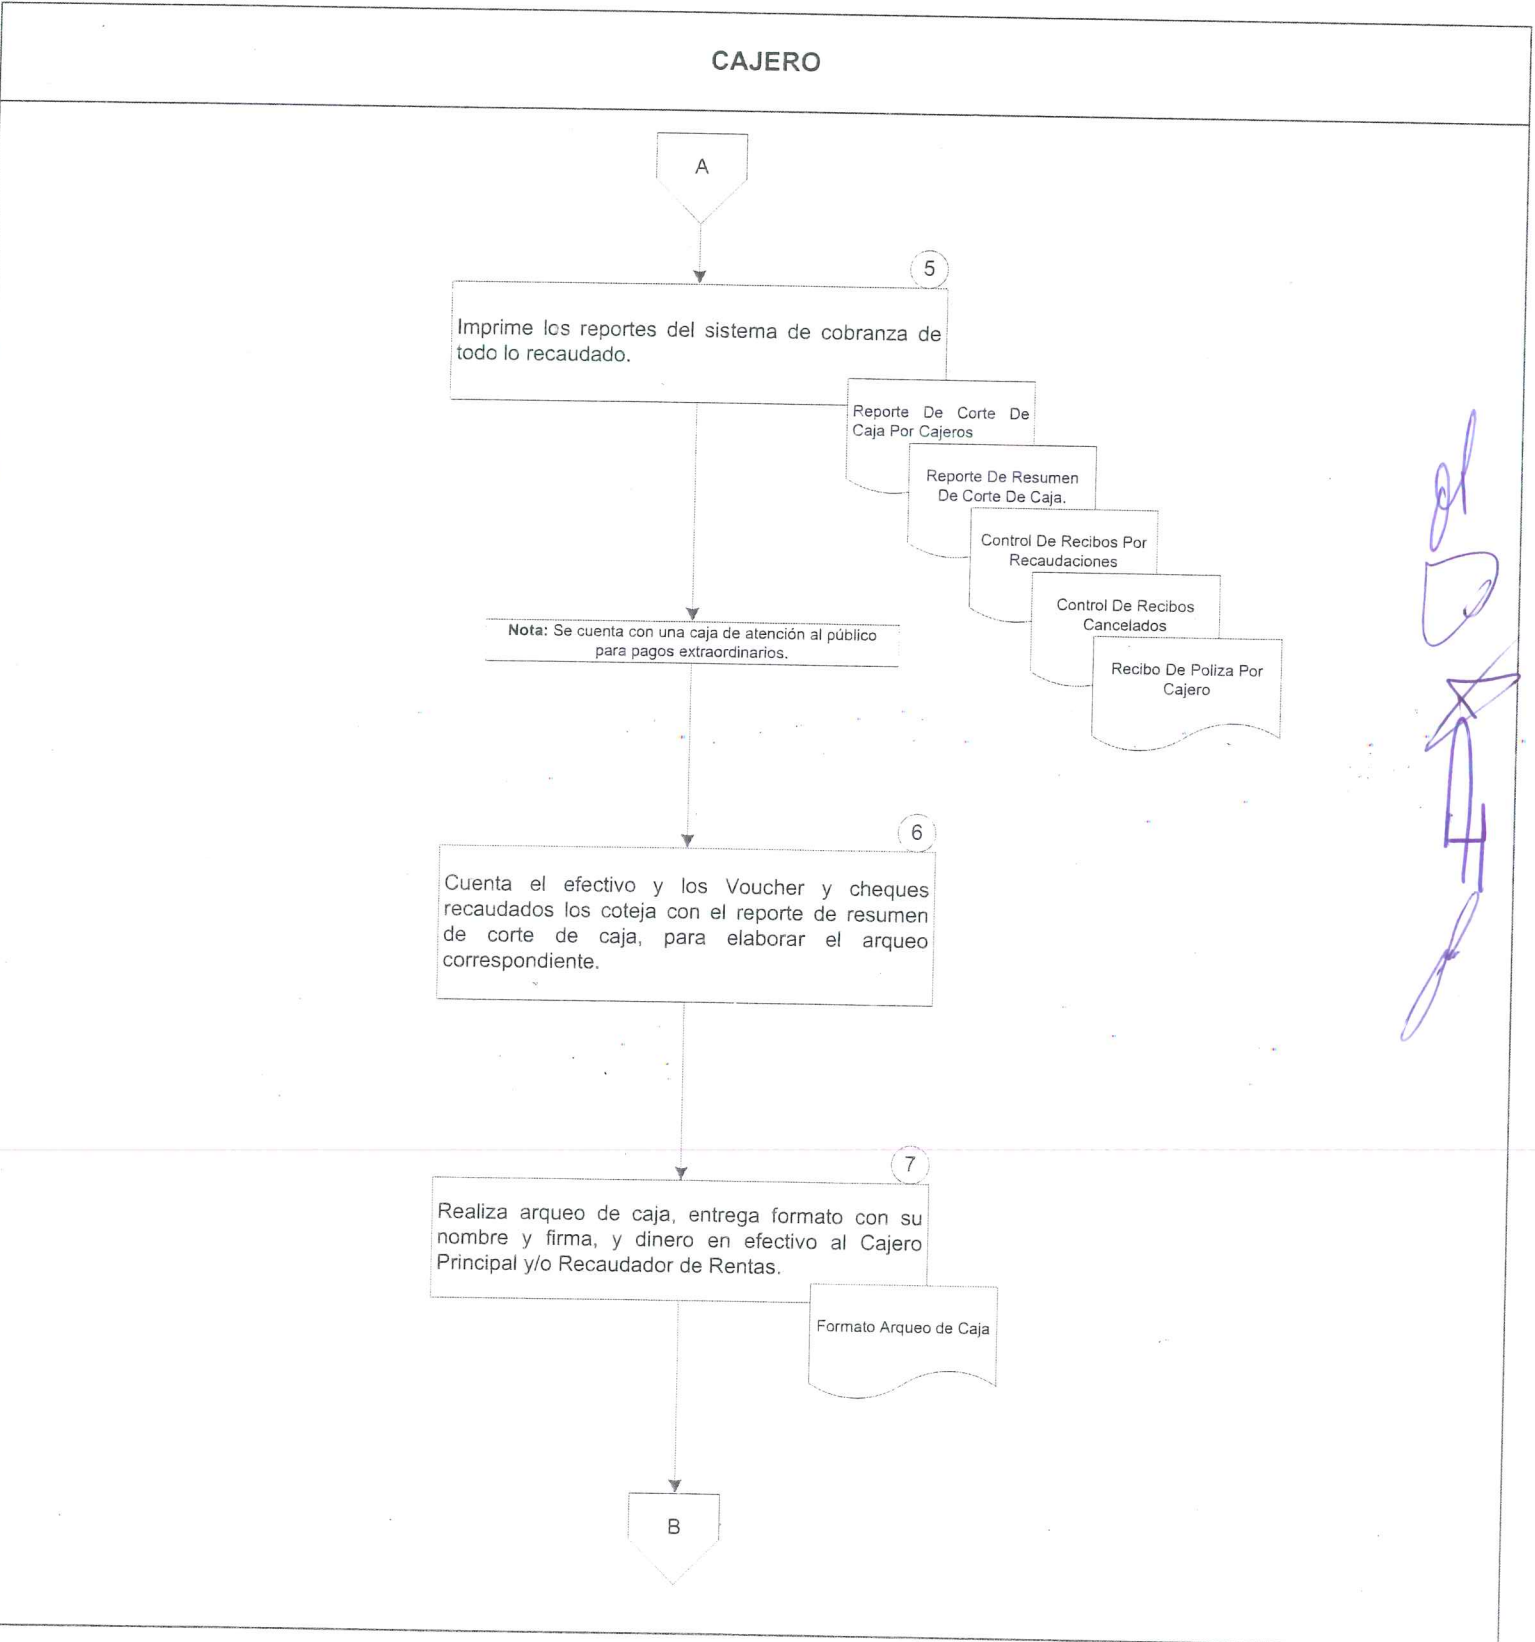 CAJERO
A
5
Imprime los reportes del sistema de cobranza de
todo lo recaudado.
Reporte De Corte De
Caja Por Cajeros
Reporte De Resumen
De Corte De Caja.
Control De Recibos Por
Recaudaciones
Control De Recibos
Cancelados
Recibo De Poliza Por
Cajero
Nota: Se cuenta con una caja de atención al público
para pagos extraordinarios.
6
Cuenta el efectivo y los Voucher y cheques
recaudados los coteja con el reporte de resumen
de corte de caja, para elaborar el arqueo
correspondiente.
7
Realiza arqueo de caja, entrega formato con su
nombre y firma, y dinero en efectivo al Cajero
Principal y/o Recaudador de Rentas.
Formato Arqueo de Caja
B